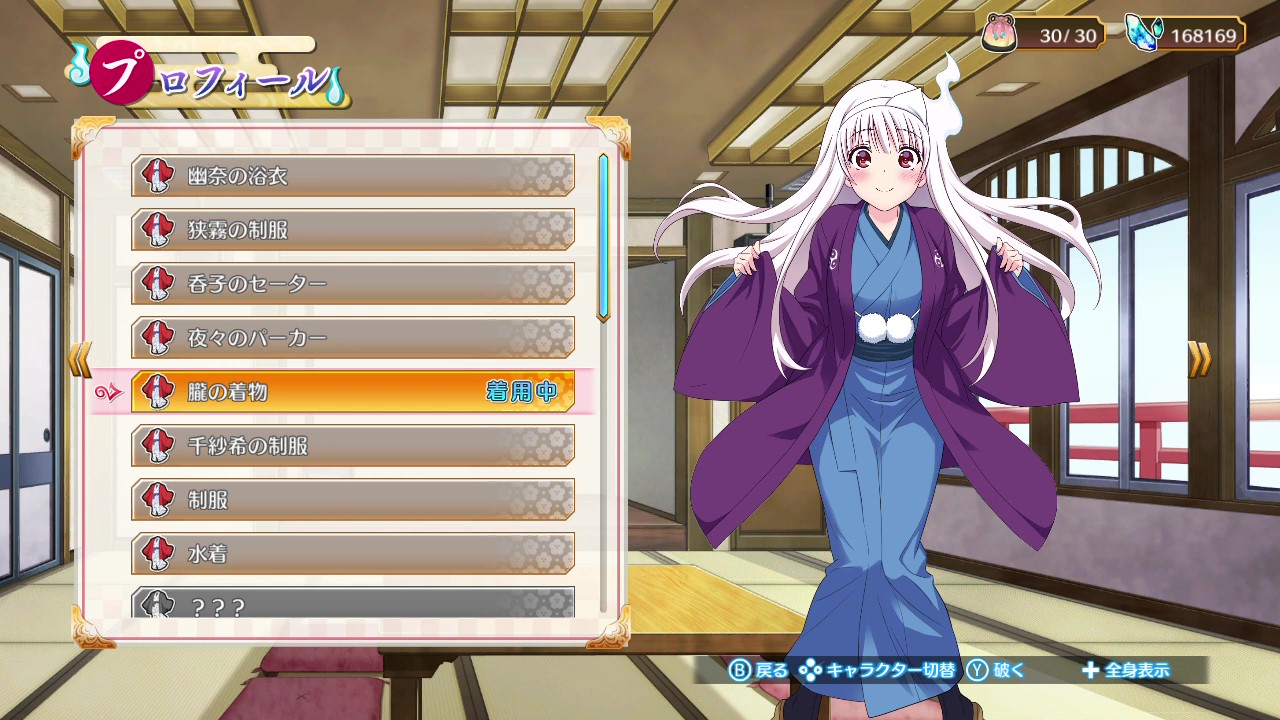 30/30
168169
プロフィール
幽奈の浴衣
狭霧の制服
呑子のセーター
夜々のパーカー
朧の着物 着用中
千紗希の制服
制服
水着
？？？
Ⓑ戻る キャラクター切替 Ⓨ破く 全身表示